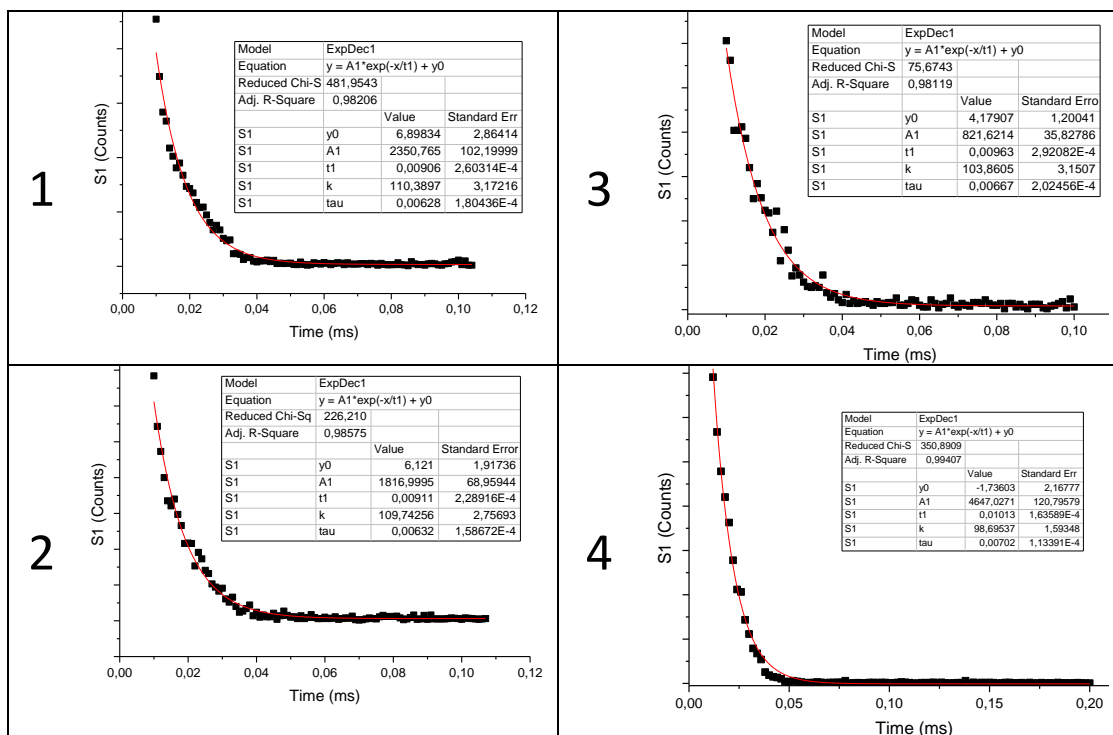 1
S1 (Counts)
Model ExpDec1
Equation y = A1*exp(-x/t1) + y0
Reduced Chi-S 481,9543
Adj. R-Square 0,98206
Value Standard Err
S1 y0 6,89834 2,86414
S1 A1 2350,765 102,19999
S1 t1 0,00906 2,60314E-4
S1 k 110,3897 3,17216
S1 tau 0,00628 1,80436E-4
0,00 0,02 0,04 0,06 0,08 0,10 0,12
Time (ms)
3
S1 (Counts)
Model ExpDec1
Equation y = A1*exp(-x/t1) + y0
Reduced Chi-S 75,6743
Adj. R-Square 0,98119
Value Standard Erro
S1 y0 4,17907 1,20041
S1 A1 821,6214 35,82786
S1 t1 0,00963 2,92082E-4
S1 k 103,8605 3,1507
S1 tau 0,00667 2,02456E-4
0,00 0,02 0,04 0,06 0,08 0,10
Time (ms)
2
S1 (Counts)
Model ExpDec1
Equation y = A1*exp(-x/t1) + y0
Reduced Chi-Sq 226,210
Adj. R-Square 0,98575
Value Standard Error
S1 y0 6,121 1,91736
S1 A1 1816,9995 68,95944
S1 t1 0,00911 2,28916E-4
S1 k 109,74256 2,75693
S1 tau 0,00632 1,58672E-4
0,00 0,02 0,04 0,06 0,08 0,10 0,12
Time (ms)
4
S1 (Counts)
Model ExpDec1
Equation y = A1*exp(-x/t1) + y0
Reduced Chi-S 350,8909
Adj. R-Square 0,99407
Value Standard Err
S1 y0 -1,73603 2,16777
S1 A1 4647,0271 120,79579
S1 t1 0,01013 1,63589E-4
S1 k 98,69537 1,59348
S1 tau 0,00702 1,13391E-4
0,00 0,05 0,10 0,15 0,20
Time (ms)